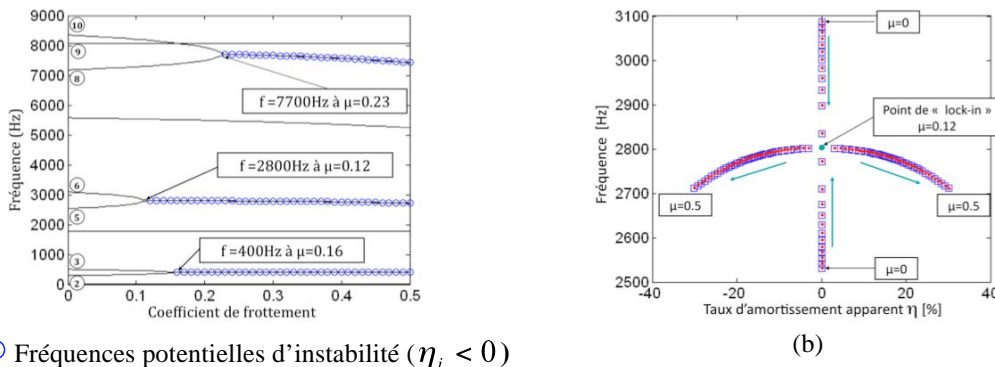 9000
8000
7000
6000
5000
4000
3000
2000
1000
0
Fréquence (Hz)
10
9
8
6
5
3
2
f =7700Hz à μ=0.23
f =2800Hz à μ=0.12
f =400Hz à μ=0.16
0 0.1 0.2 0.3 0.4 0.5
Coefficient de frottement
Fréquences potentielles d'instabilité (ηi < 0)
3100
3000
2900
2800
2700
2600
2500
Fréquence [Hz]
μ=0
Point de « lock-in »
μ=0.12
μ=0.5
μ=0.5
μ=0
-40 -20 0 20 40
Taux d'amortissement apparent η [%]
(b)